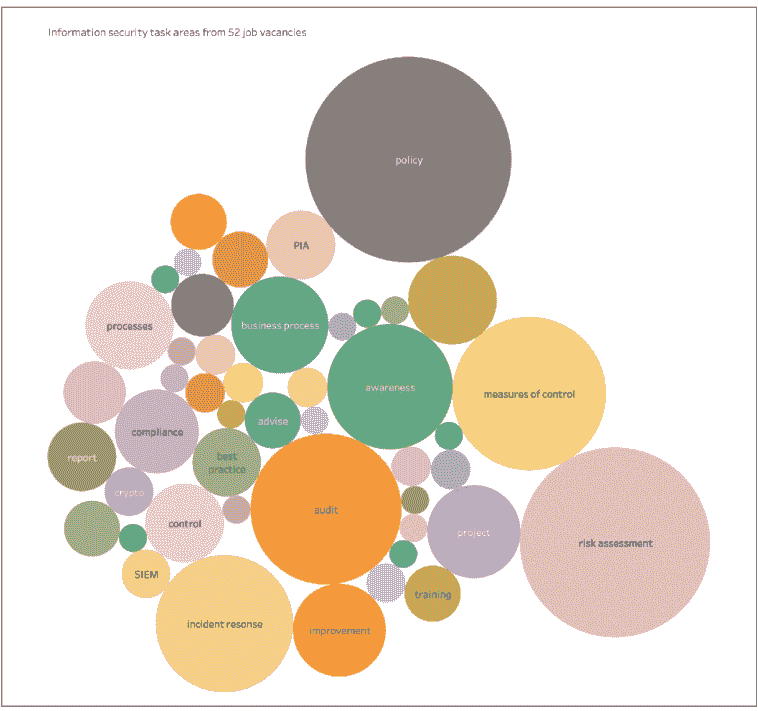 Information security task areas from 52 job vacancies
policy
PIA
processes
business process
awareness
measures of control
advise
compliance
report
best
practice
crypto
control
audit
project
risk assessment
SIEM
training
incident resonse
improvement